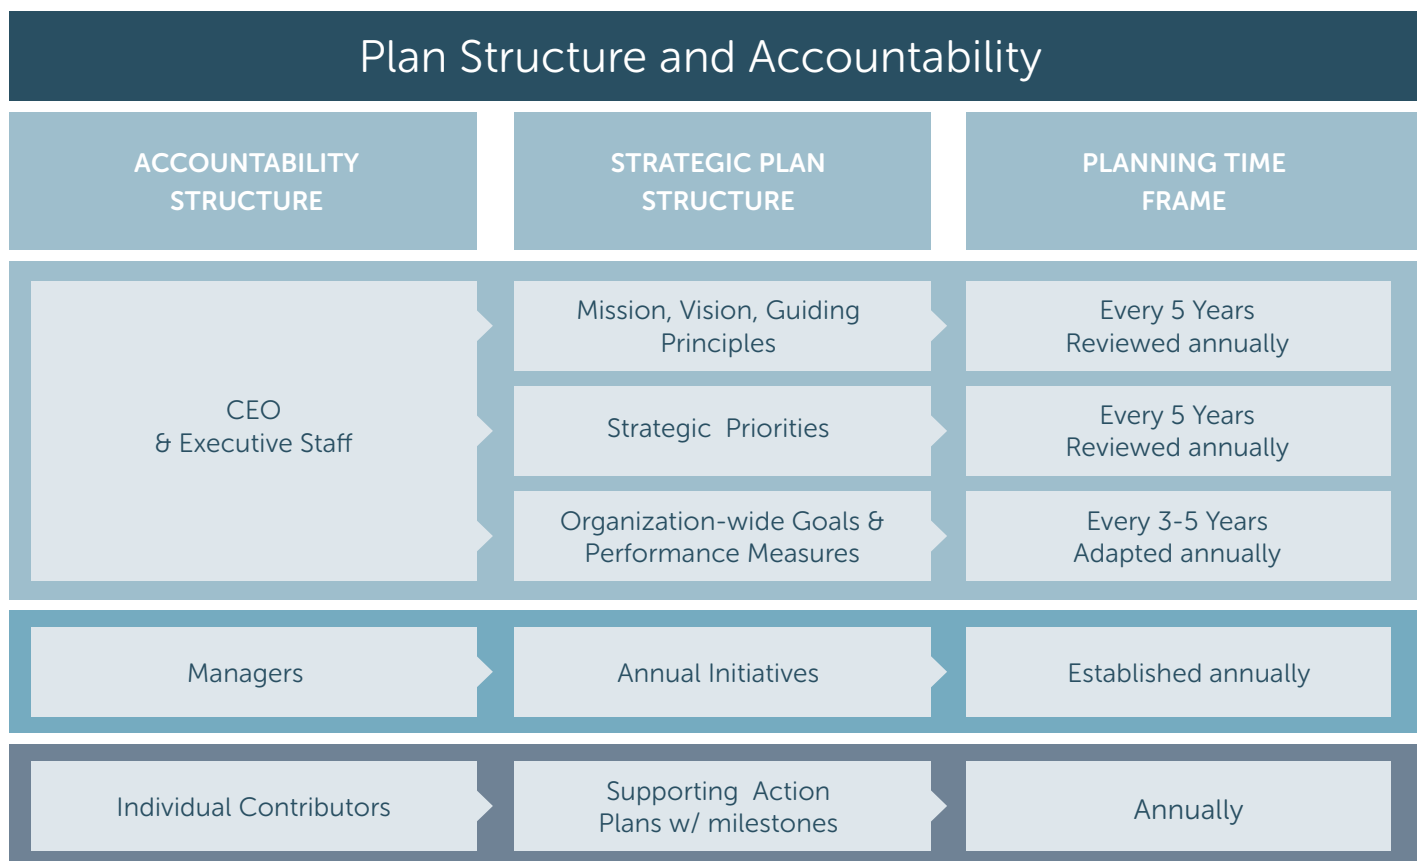 Plan Structure and Accountability
ACCOUNTABILITY
STRUCTURE
STRATEGIC PLAN
STRUCTURE
PLANNING TIME
FRAME
CEO
& Executive Staff
Mission, Vision, Guiding
Principles
Every 5 Years
Reviewed annually
Strategic Priorities
Every 5 Years
Reviewed annually
Organization-wide Goals &
Performance Measures
Every 3-5 Years
Adapted annually
Managers
Annual Initiatives
Established annually
Individual Contributors
Supporting Action
Plans w/ milestones
Annually